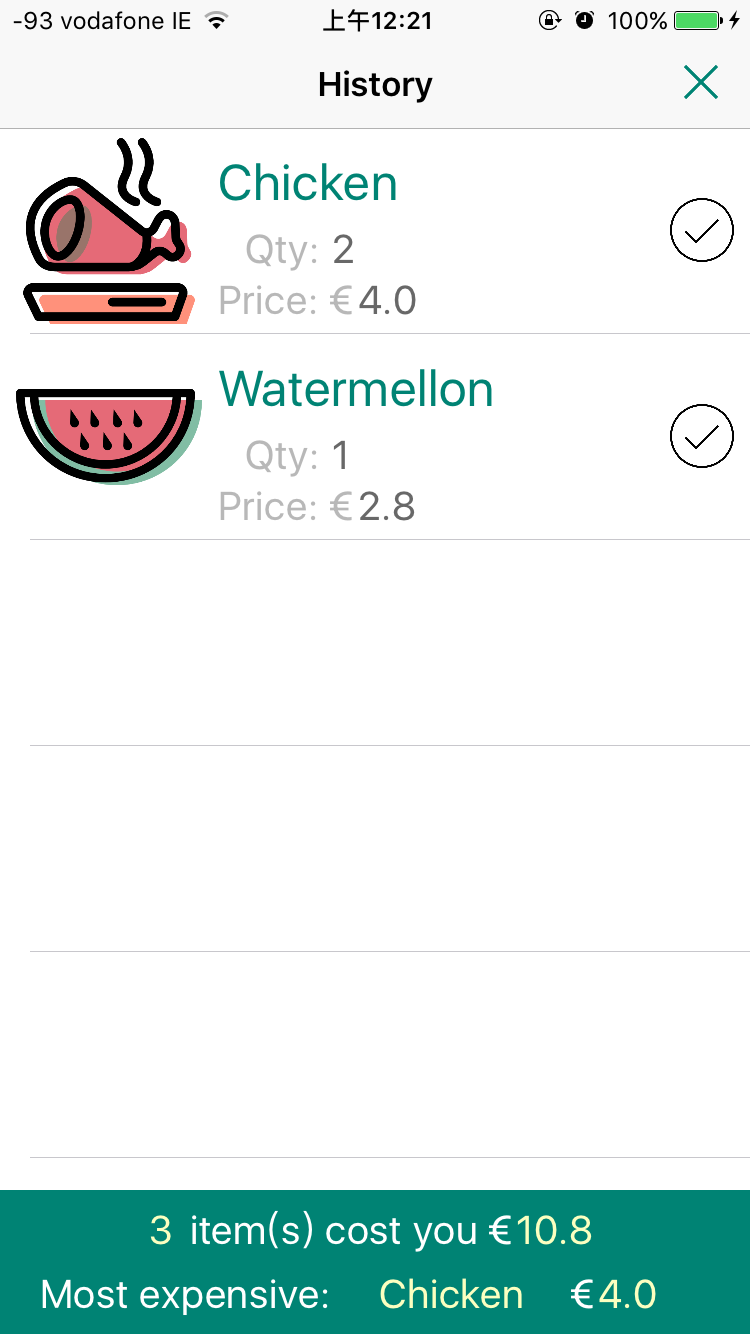 -93 vodafone IE 上午12:21 100%
History
Chicken
Qty: 2
Price: €4.0
Watermellon
Qty: 1
Price: €2.8
3 item(s) cost you €10.8
Most expensive: Chicken €4.0